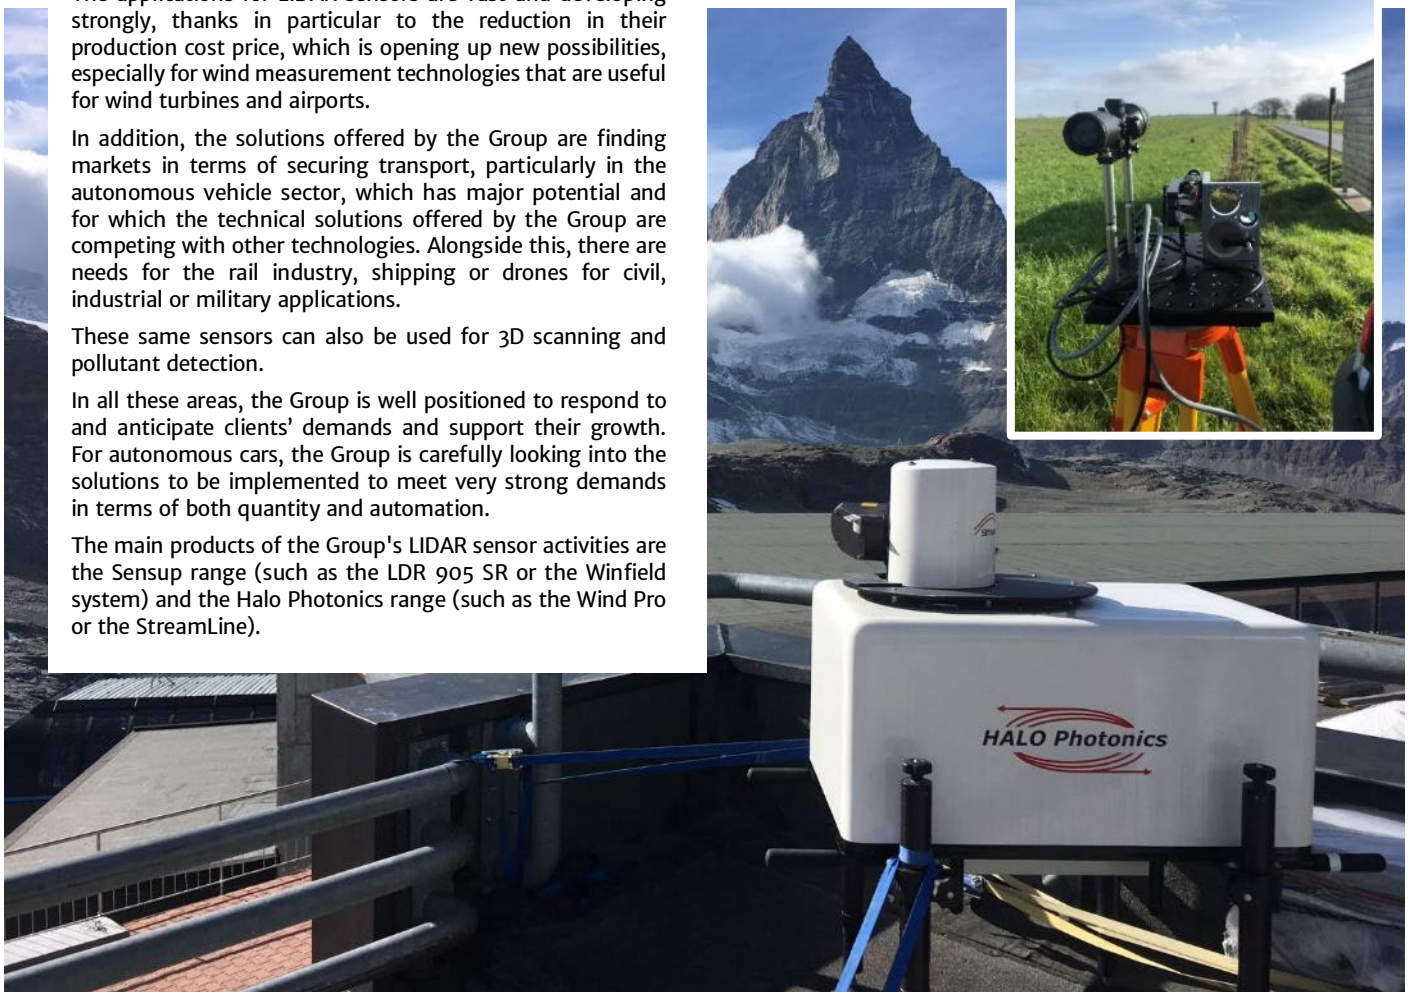 The applications for LIDAR sensors are vast and developing
strongly, thanks in particular to the reduction in their
production cost price, which is opening up new possibilities,
especially for wind measurement technologies that are useful
for wind turbines and airports.
In addition, the solutions offered by the Group are finding
markets in terms of securing transport, particularly in the
autonomous vehicle sector, which has major potential and
for which the technical solutions offered by the Group are
competing with other technologies. Alongside this, there are
needs for the rail industry, shipping or drones for civil,
industrial or military applications.
These same sensors can also be used for 3D scanning and
pollutant detection.
In all these areas, the Group is well positioned to respond to
and anticipate clients’ demands and support their growth.
For autonomous cars, the Group is carefully looking into the
solutions to be implemented to meet very strong demands
in terms of both quantity and automation.
The main products of the Group's LIDAR sensor activities are
the Sensup range (such as the LDR 905 SR or the Winfield
system) and the Halo Photonics range (such as the Wind Pro
or the StreamLine).
HALO Photonics